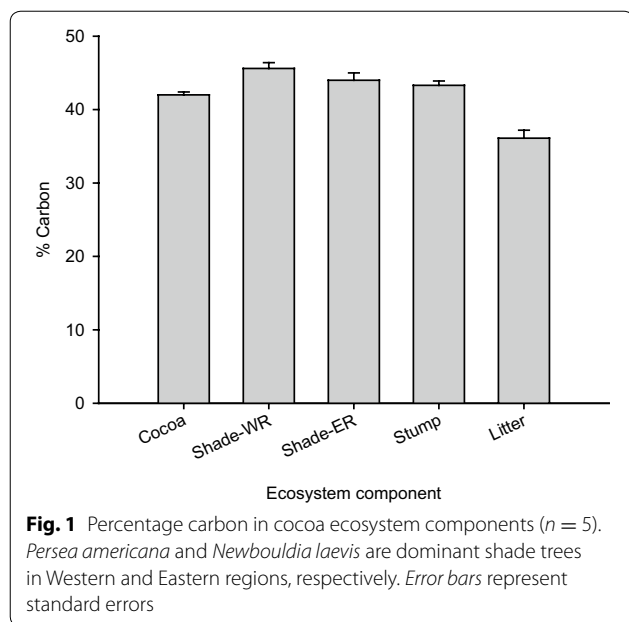 50
40
30
20
10
0
% Carbon
Cocoa
Shade-WR
Shade-ER
Stump
Litter
Ecosystem component
Fig. 1 Percentage carbon in cocoa ecosystem components (n = 5).
Persea americana and Newbouldia laevis are dominant shade trees
in Western and Eastern regions, respectively. Error bars represent
standard errors